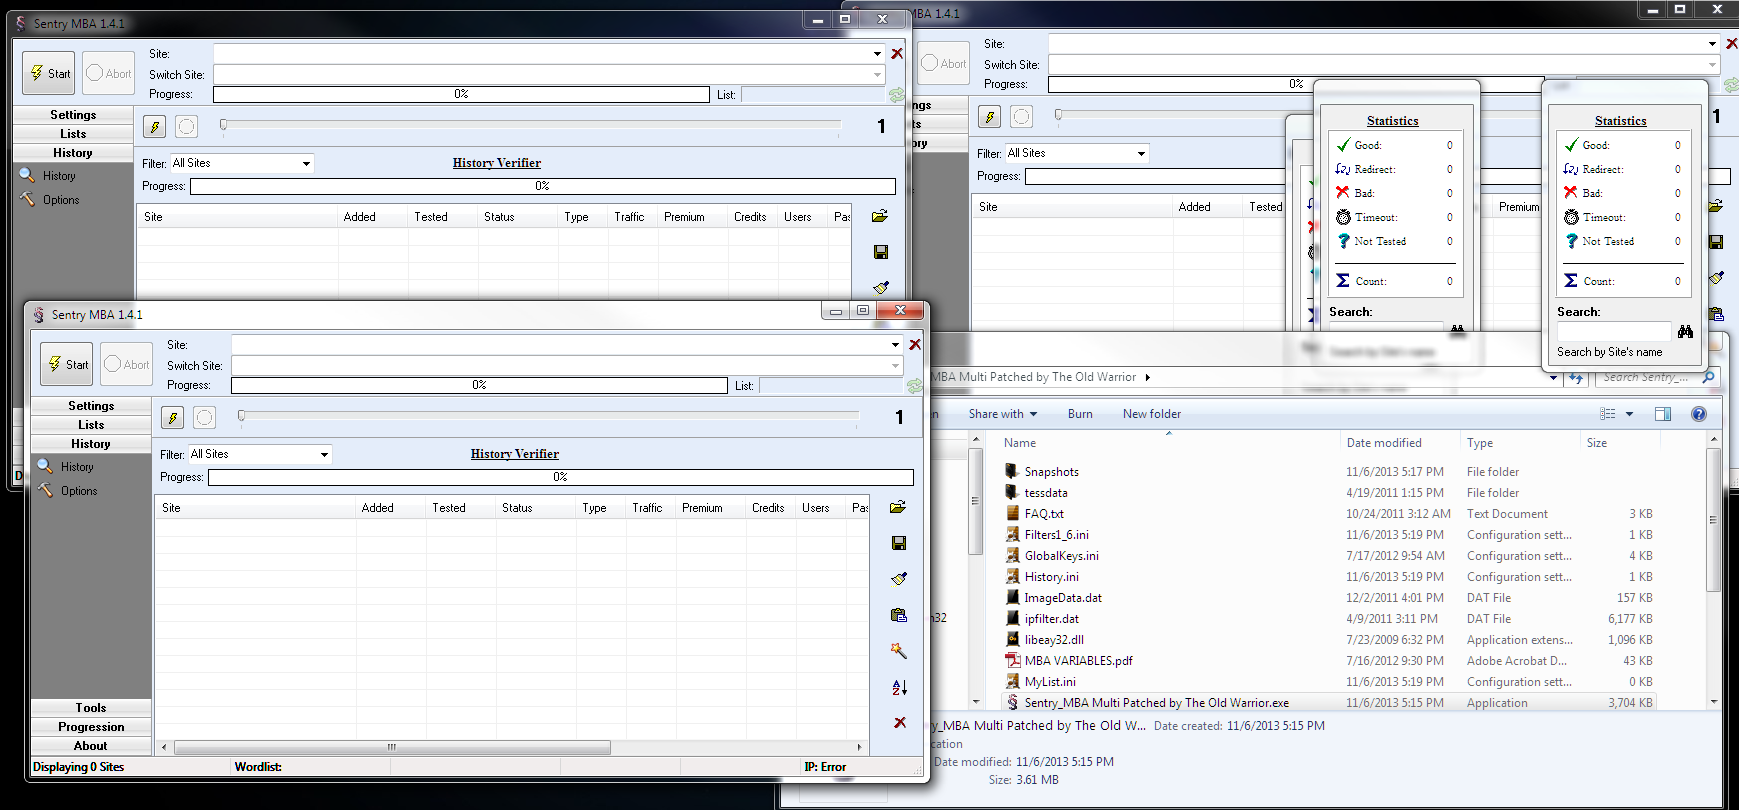 Sentry MBA 1.4.1
Start
Abort
Site:
Switch Site:
Progress:
0%
List:
Settings
Lists
History
History
Options
1
Filter:
All Sites
History Verifier
Progress:
0%
Site Added Tested Status Type Traffic Premium Credits Users Pas
MBA 1.4.1
Abort
Site:
Switch Site:
Progress:
0%
1
Filter:
All Sites
Progress:
Site Added Tested
Premium
Statistics
Good: 0
Redirect: 0
Bad: 0
Timeout: 0
Not Tested 0
Count: 0
Search:
Statistics
Good: 0
Redirect: 0
Bad: 0
Timeout: 0
Not Tested 0
Count: 0
Search:
Search by Site's name
Sentry MBA 1.4.1
Start
Abort
Site:
Switch Site:
Progress:
0%
List:
Settings
Lists
History
History
Options
1
Filter:
All Sites
History Verifier
Progress:
0%
Site Added Tested Status Type Traffic Premium Credits Users Pas
Tools
Progression
About
Displaying 0 Sites
Wordlist:
IP: Error
MBA Multi Patched by The Old Warrior
Search Sentry_...
Share with Burn New folder
Name Date modified Type Size
Snapshots 11/6/2013 5:17 PM File folder
tessdata 4/19/2011 1:15 PM File folder
FAQ.txt 10/24/2011 3:12 AM Text Document 3 KB
Filters1_6.ini 11/6/2013 5:19 PM Configuration sett... 1 KB
GlobalKeys.ini 7/17/2012 9:54 AM Configuration sett... 4 KB
History.ini 11/6/2013 5:19 PM Configuration sett... 1 KB
ImageData.dat 12/2/2011 4:01 PM DAT File 157 KB
ipfilter.dat 4/9/2011 3:11 PM DAT File 6,177 KB
libeay32.dll 7/23/2009 6:32 PM Application extens... 1,096 KB
MBA VARIABLES.pdf 7/16/2012 9:30 PM Adobe Acrobat D... 43 KB
MyList.ini 11/6/2013 5:19 PM Configuration sett... 0 KB
Sentry_MBA Multi Patched by The Old Warrior.exe 11/6/2013 5:15 PM Application 3,704 KB
y_MBA Multi Patched by The Old W... Date created: 11/6/2013 5:15 PM
cation
Date modified: 11/6/2013 5:15 PM
Size: 3.61 MB